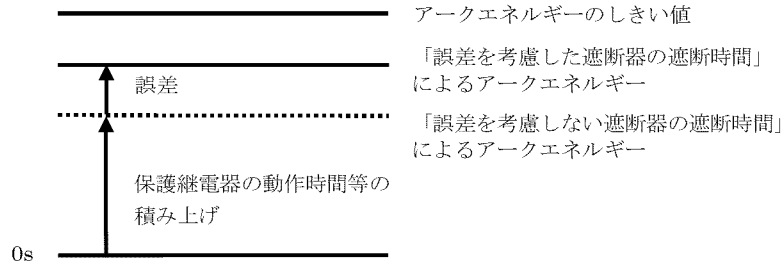 アークエネルギーのしきい値
「誤差を考慮した遮断器の遮断時間」
によるアークエネルギー
誤差
「誤差を考慮しない遮断器の遮断時間」
によるアークエネルギー
保護継電器の動作時間等の
積み上げ
0s